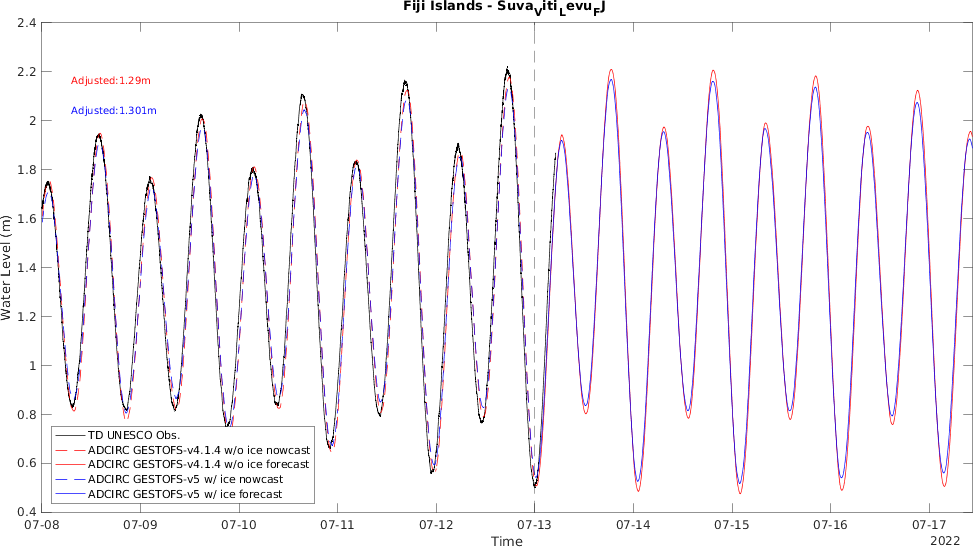 Fiji Islands - SuvaVitiLevuFJ
2.4
2.2
2
1.8
1.6
1.4
1.2
1
0.8
0.6
0.4
Water Level (m)
Adjusted:1.29m
Adjusted:1.301m
TD UNESCO Obs.
ADCIRC GESTOFS-v4.1.4 w/o ice nowcast
ADCIRC GESTOFS-v4.1.4 w/o ice forecast
ADCIRC GESTOFS-v5 w/ ice nowcast
ADCIRC GESTOFS-v5 w/ ice forecast
07-08 07-09 07-10 07-11 07-12 07-13 07-14 07-15 07-16 07-17
Time
2022